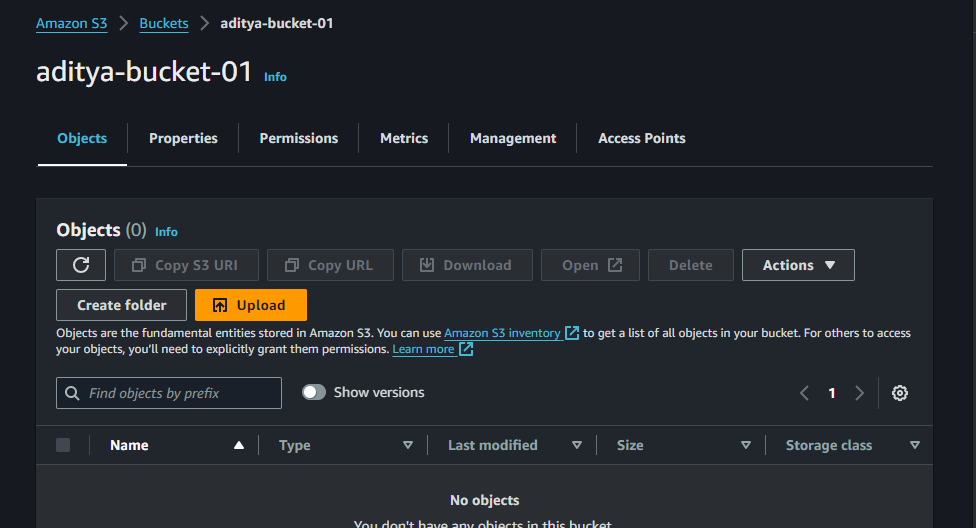 Amazon S3 > Buckets > aditya-bucket-01
aditya-bucket-01 Info
Objects Properties Permissions Metrics Management Access Points
Objects (0) Info
Copy S3 URI Copy URL Download Open Delete Actions
Create folder Upload
Objects are the fundamental entities stored in Amazon S3. You can use Amazon S3 inventory to get a list of all objects in your bucket. For others to access
your objects, you'll need to explicitly grant them permissions. Learn more
Find objects by prefix Show versions 1
Name Type Last modified Size Storage class
No objects
You don't have any objects in this bucket.